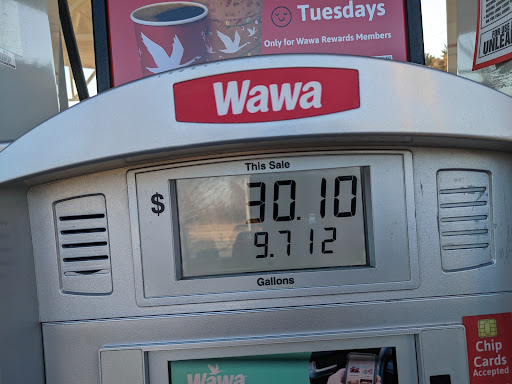 Tuesdays
Only for Wawa Rewards Members
Wawa
This Sale
$ 30.10
9.712
Gallons
Chip
Cards
Accepted
Wawa